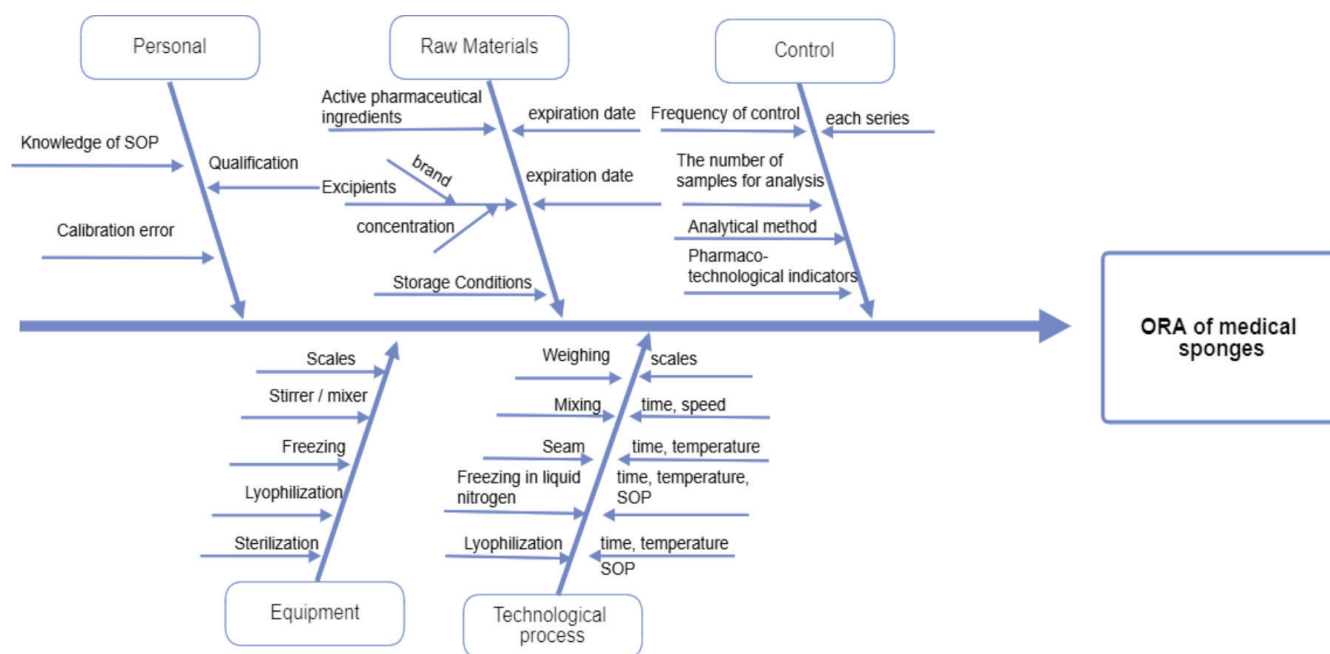 Personal
Raw Materials
Control
Active pharmaceutical
ingredients
expiration date
Frequency of control
each series
Knowledge of SOP
Qualification
brand
Excipients
concentration
expiration date
The number of
samples for analysis
Calibration error
Analytical method
Pharmaco-
technological indicators
Storage Conditions
ORA of medical
sponges
Scales
Stirrer / mixer
Freezing
Lyophilization
Sterilization
Equipment
Weighing
scales
Mixing
time, speed
Seam
time, temperature
Freezing in liquid
nitrogen
time, temperature,
SOP
Lyophilization
time, temperature
SOP
Technological
process